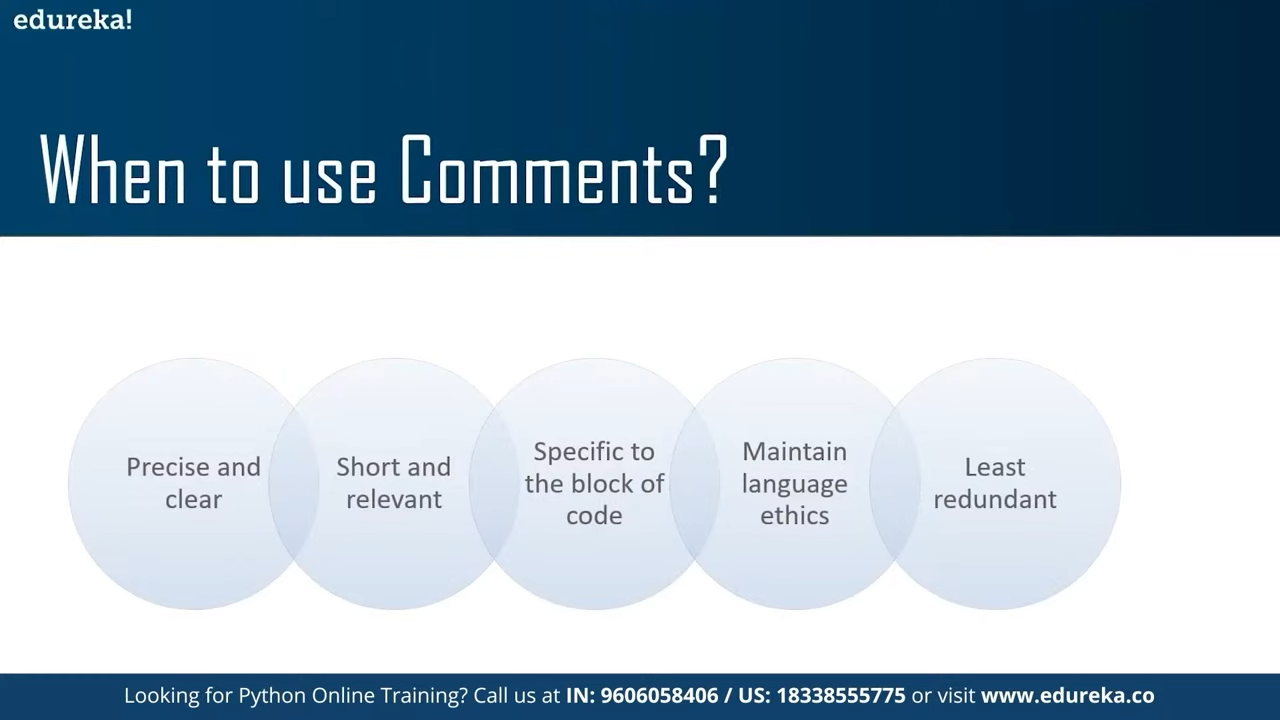 edureka!
When to use Comments?
Precise and
clear
Short and
relevant
Specific to
the block of
code
Maintain
language
ethics
Least
redundant
Looking for Python Online Training? Call us at IN: 9606058406 / US: 18338555775 or visit www.edureka.co